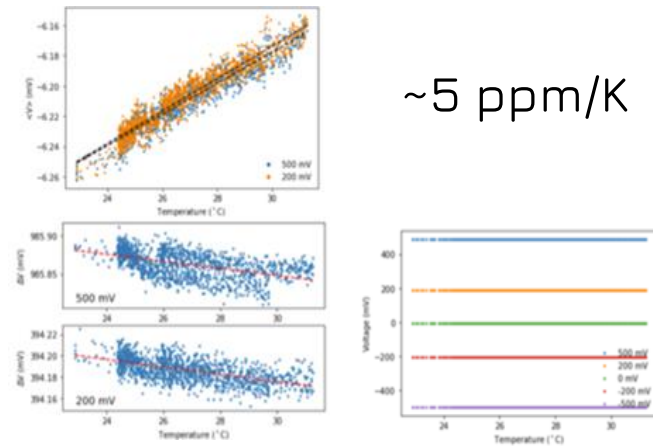 ~5 ppm/K
−6.16
−6.18
−6.20
−6.22
−6.24
−6.26
<V> (mV)
500 mV
200 mV
24 26 28 30
Temperature (˚C)
985.90
985.85
ΔV (mV)
500 mV
24 26 28 30
394.22
394.20
394.18
394.16
ΔV (mV)
200 mV
24 26 28 30
Temperature (˚C)
400
200
0
−200
−400
Voltage (mV)
500 mV
200 mV
0 mV
-200 mV
-500 mV
24 26 28 30
Temperature (˚C)